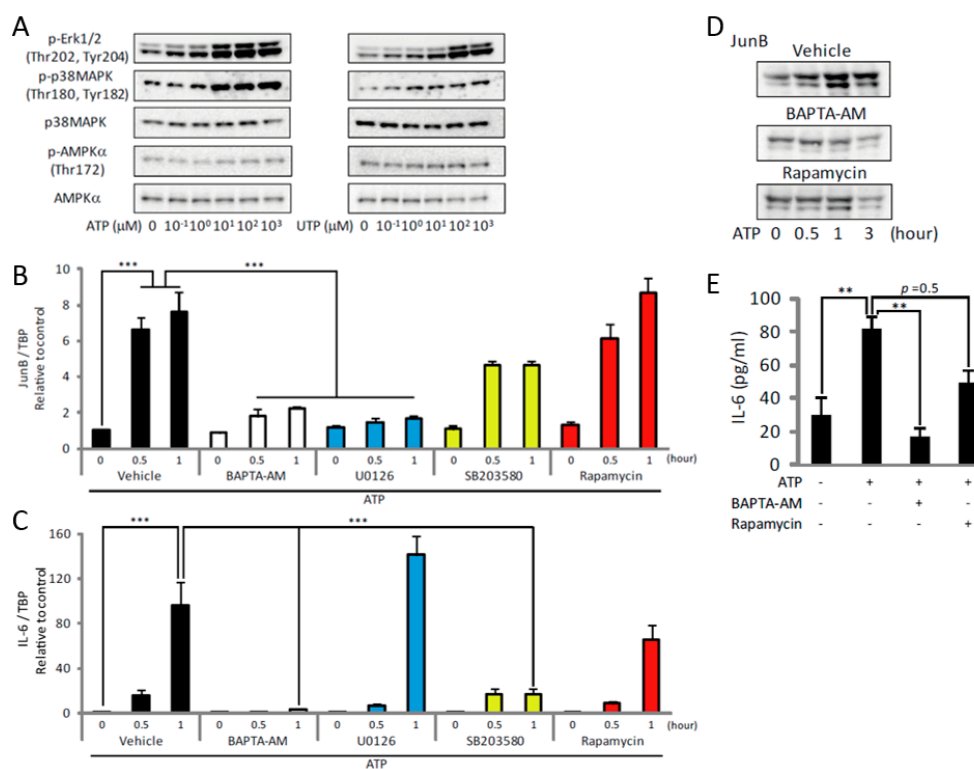 A
p-Erk1/2
(Thr202, Tyr204)
p-p38MAPK
(Thr180, Tyr182)
p38MAPK
p-AMPKα
(Thr172)
AMPKα
ATP (μM) 0 10⁻¹ 10⁰ 10¹ 10² 10³
UTP (μM) 0 10⁻¹ 10⁰ 10¹ 10² 10³
D
JunB
Vehicle
BAPTA-AM
Rapamycin
ATP 0 0.5 1 3 (hour)
B
JunB / TBP
Relative to control
10
8
6
4
2
0
*** ***
0 0.5 1 0 0.5 1 0 0.5 1 0 0.5 1 0 0.5 1 (hour)
Vehicle BAPTA-AM U0126 SB203580 Rapamycin
ATP
C
IL-6 / TBP
Relative to control
160
120
80
40
0
*** ***
0 0.5 1 0 0.5 1 0 0.5 1 0 0.5 1 0 0.5 1 (hour)
Vehicle BAPTA-AM U0126 SB203580 Rapamycin
ATP
E
IL-6 (pg/ml)
100
80
60
40
20
0
** p =0.5
**
ATP - + + +
BAPTA-AM - - + -
Rapamycin - - - +